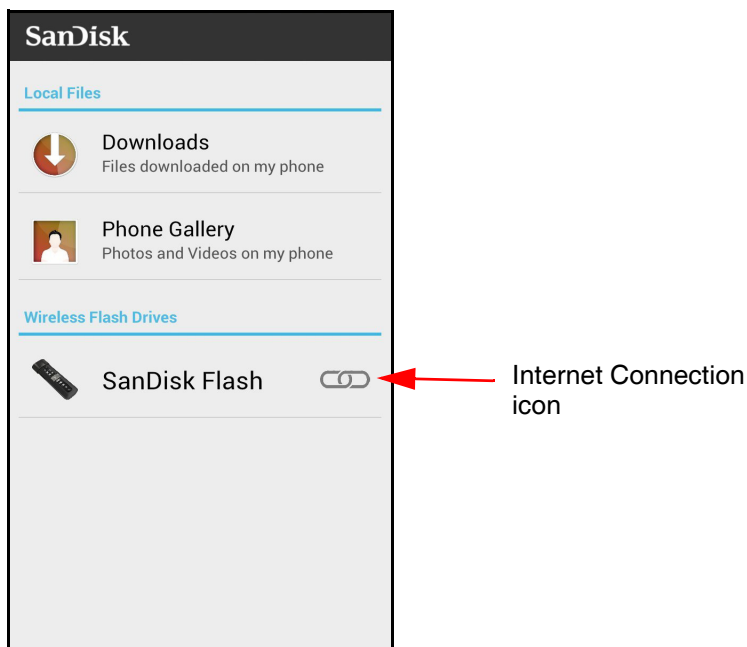 SanDisk
Local Files
Downloads
Files downloaded on my phone
Phone Gallery
Photos and Videos on my phone
Wireless Flash Drives
SanDisk Flash
Internet Connection
icon